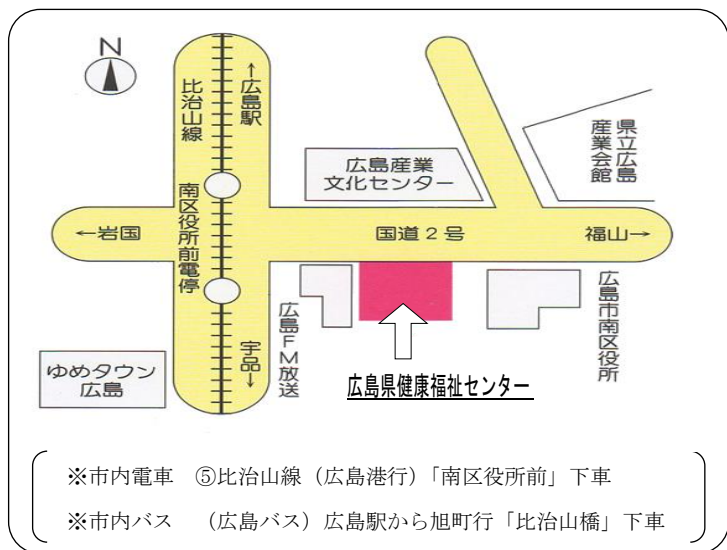 N
比治山線
↑広島駅
広島産業
文化センター
県立広島
産業会館
南区役所前電停
←岩国
国道2号
福山→
広島FM放送
広島市南区役所
宇品↓
ゆめタウン
広島
広島県健康福祉センター
※市内電車　⑤比治山線（広島港行）「南区役所前」下車
※市内バス　（広島バス）広島駅から旭町行「比治山橋」下車